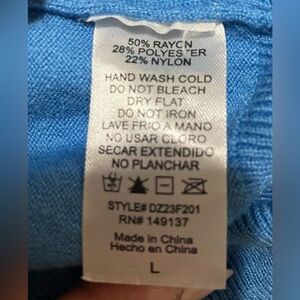 50% RAYON
28% POLYESTER
22% NYLON
HAND WASH COLD
DO NOT BLEACH
DRY FLAT
DO NOT IRON
LAVE FRIO A MANO
NO USAR CLORO
SECAR EXTENDIDO
NO PLANCHAR
STYLE# DZ23F201
RN# 149137
Made in China
Hecho en China
L